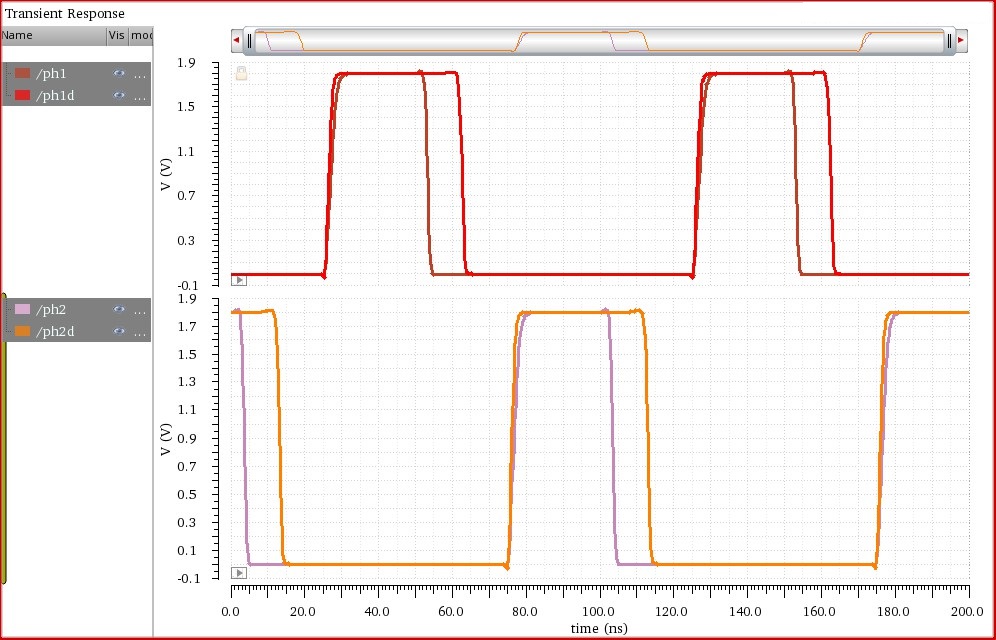 Transient Response
Name Vis moc
/ph1 ...
/ph1d ...
1.9
1.5
1.1
0.7
0.3
-0.1
V (V)
/ph2 ...
/ph2d ...
1.9
1.7
1.5
1.3
1.1
0.9
0.7
0.5
0.3
0.1
-0.1
V (V)
0.0 20.0 40.0 60.0 80.0 100.0 120.0 140.0 160.0 180.0 200.0
time (ns)